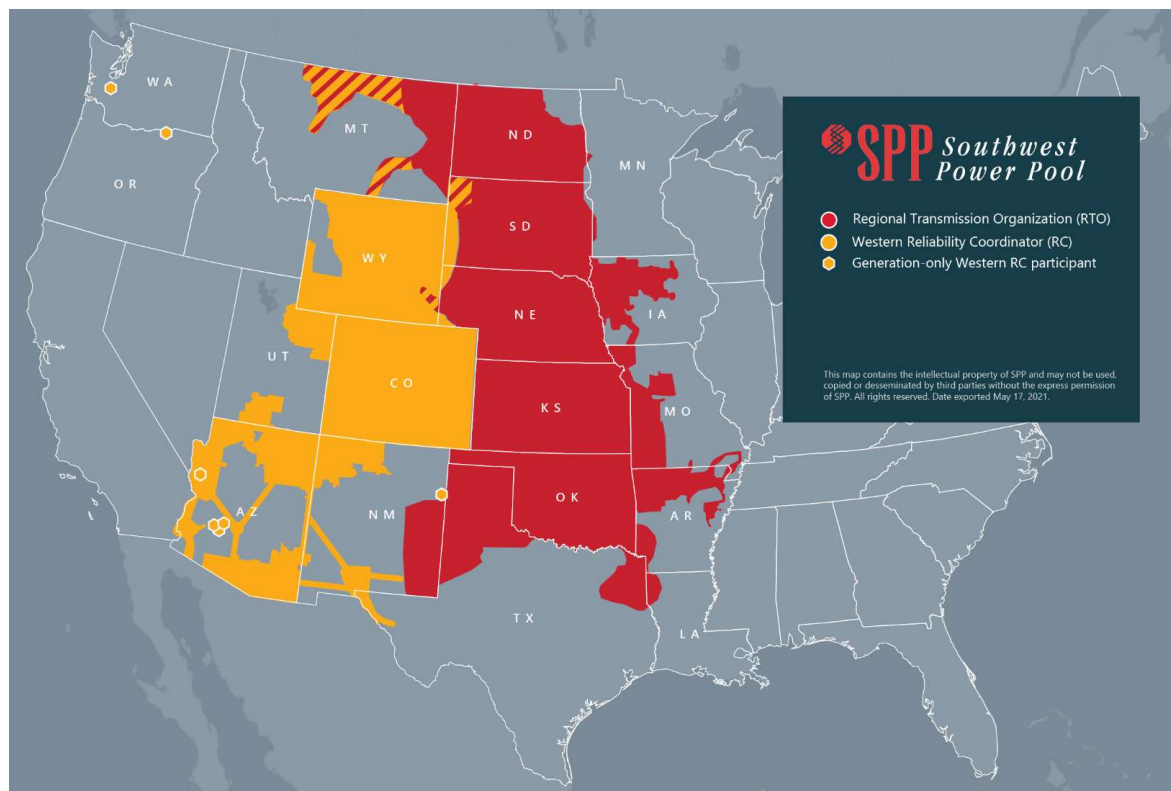 WA
MT
ND
MN
OR
SD
WY
NE
IA
UT
CO
KS
MO
AZ
NM
OK
AR
TX
LA
SPP Southwest
Power Pool
Regional Transmission Organization (RTO)
Western Reliability Coordinator (RC)
Generation-only Western RC participant
This map contains the intellectual property of SPP and may not be used,
copied or desseminated by third parties without the express permission
of SPP. All rights reserved. Date exported May 17, 2021.